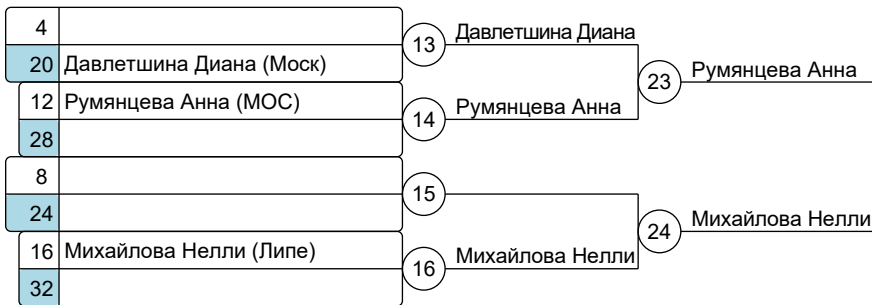 4
13 Давлетшина Диана
20 Давлетшина Диана (Моск)
23 Румянцева Анна
12 Румянцева Анна (МОС)
14 Румянцева Анна
28
8
15
24
24 Михайлова Нелли
16 Михайлова Нелли (Липе)
16 Михайлова Нелли
32